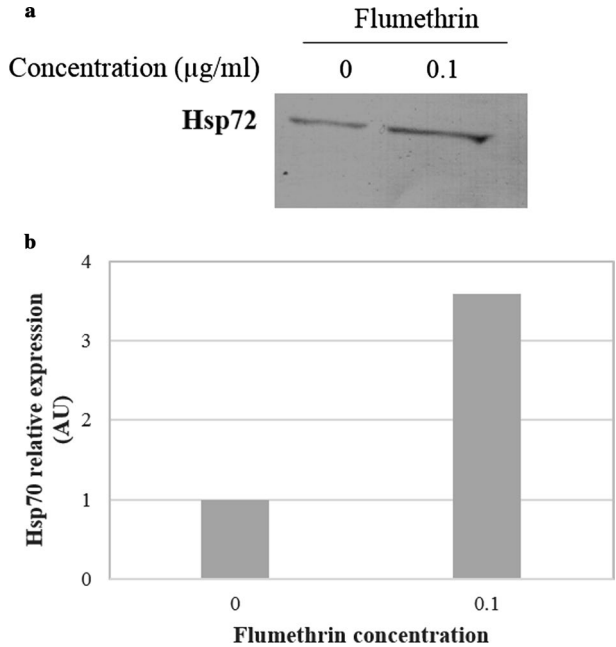 a
Flumethrin
Concentration (µg/ml) 0 0.1
Hsp72
b
4
3
2
1
0
Hsp70 relative expression
(AU)
0 0.1
Flumethrin concentration